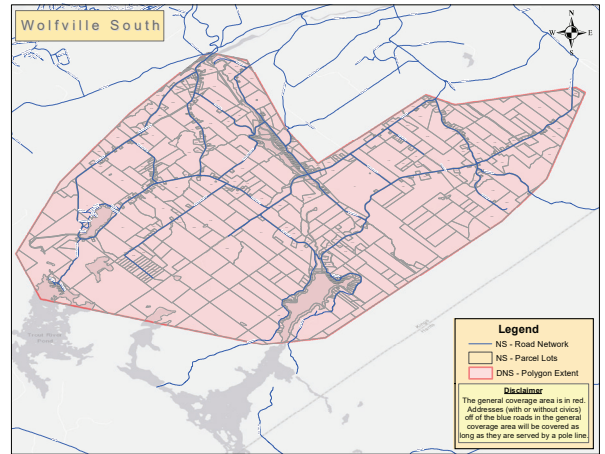 Wolfville South
N
W E
S
Legend
NS - Road Network
NS - Parcel Lots
DNS - Polygon Extent
Disclaimer
The general coverage area is in red.
Addresses (with or without civics)
off of the blue roads in the general
coverage area will be covered as
long as they are served by a pole line.